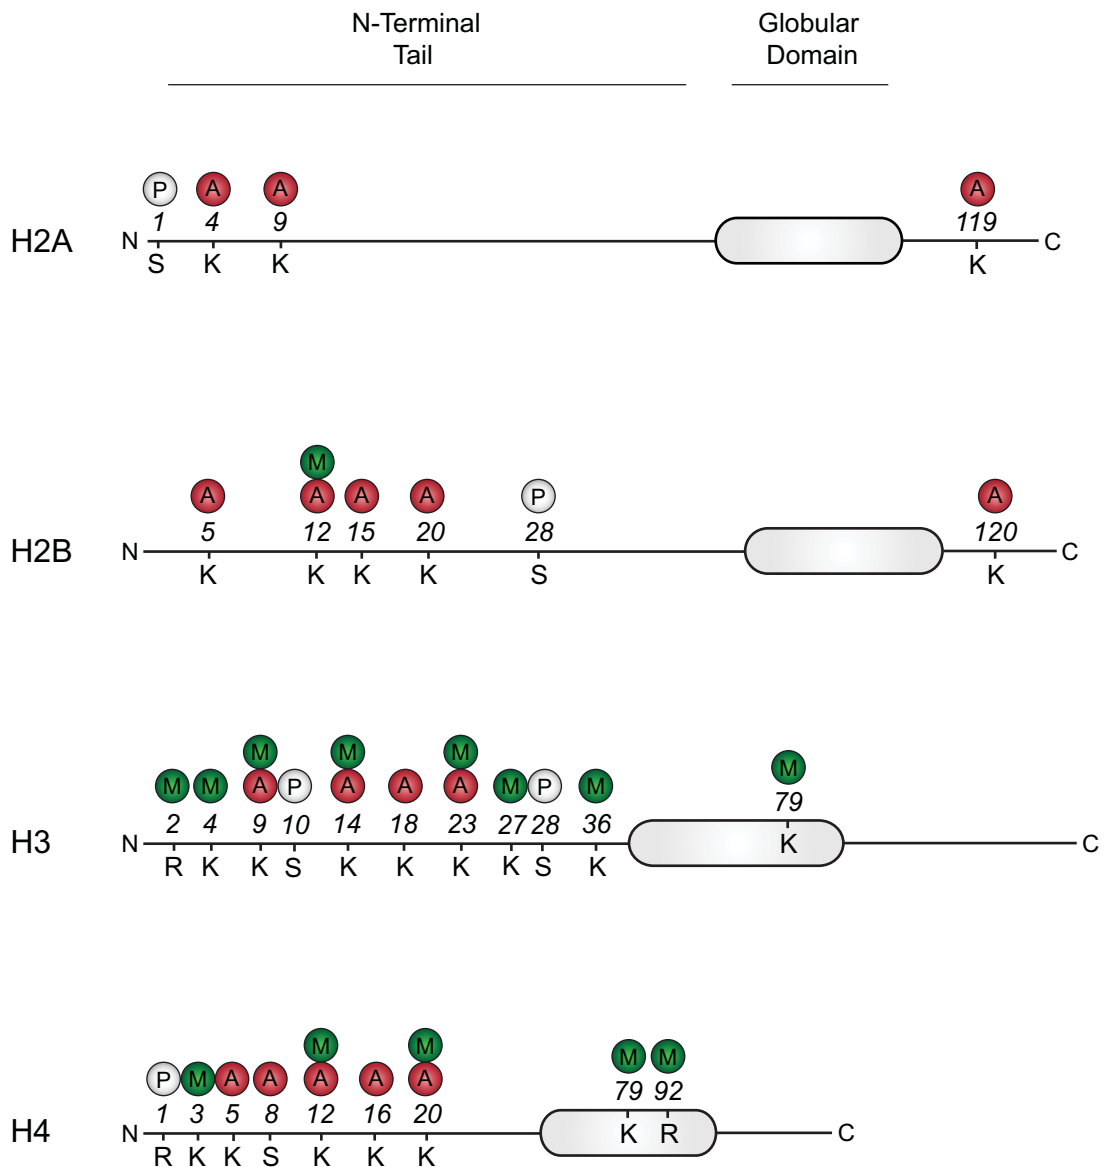 N-Terminal
Tail
Globular
Domain
P A A A
1 4 9 119
H2A N C
S K K K
M
A A A A P A
5 12 15 20 28 120
H2B N C
K K K K S K
M M M M
M M A P A A A M P M
79
2 4 9 10 14 18 23 27 28 36
H3 N K C
R K K S K K K K S K
M M M M
P M A A A A A
79 92
1 3 5 8 12 16 20
H4 N K R C
R K K S K K K